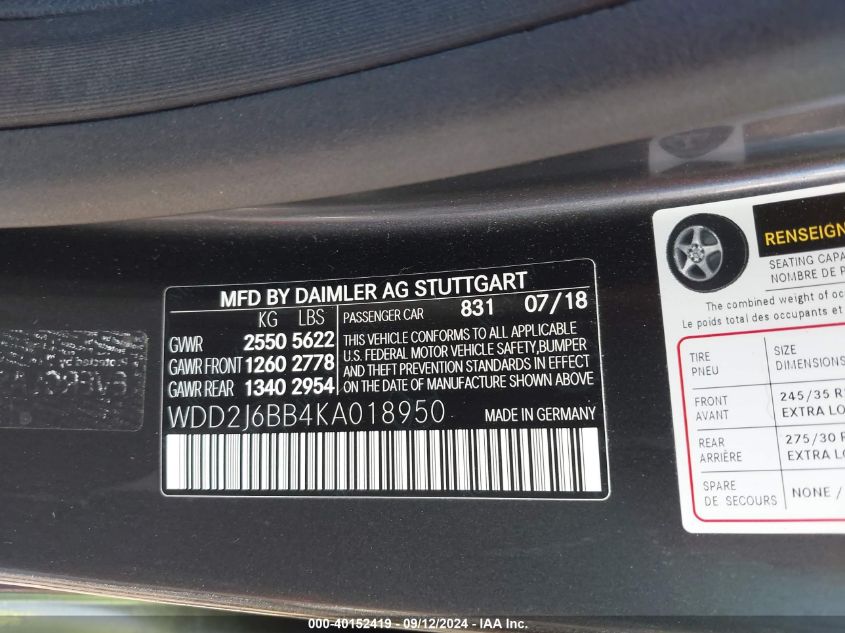 MFD BY DAIMLER AG STUTTGART
KG LBS
GVWR 2550 5622
GAWR FRONT 1260 2778
GAWR REAR 1340 2954
PASSENGER CAR 831 07/18
THIS VEHICLE CONFORMS TO ALL APPLICABLE
U.S. FEDERAL MOTOR VEHICLE SAFETY,BUMPER
AND THEFT PREVENTION STANDARDS IN EFFECT
ON THE DATE OF MANUFACTURE SHOWN ABOVE
WDD2J6BB4KA018950 MADE IN GERMANY
RENSEIGN
SEATING CAPA
NOMBRE DE P
The combined weight of oc
Le poids total des occupants et
TIRE
PNEU
SIZE
DIMENSIONS
FRONT
AVANT
245/35 R
EXTRA LO
REAR
ARRIÈRE
275/30 R
EXTRA LO
SPARE
DE SECOURS
NONE /
000-40152419 - 09/12/2024 - IAA Inc.